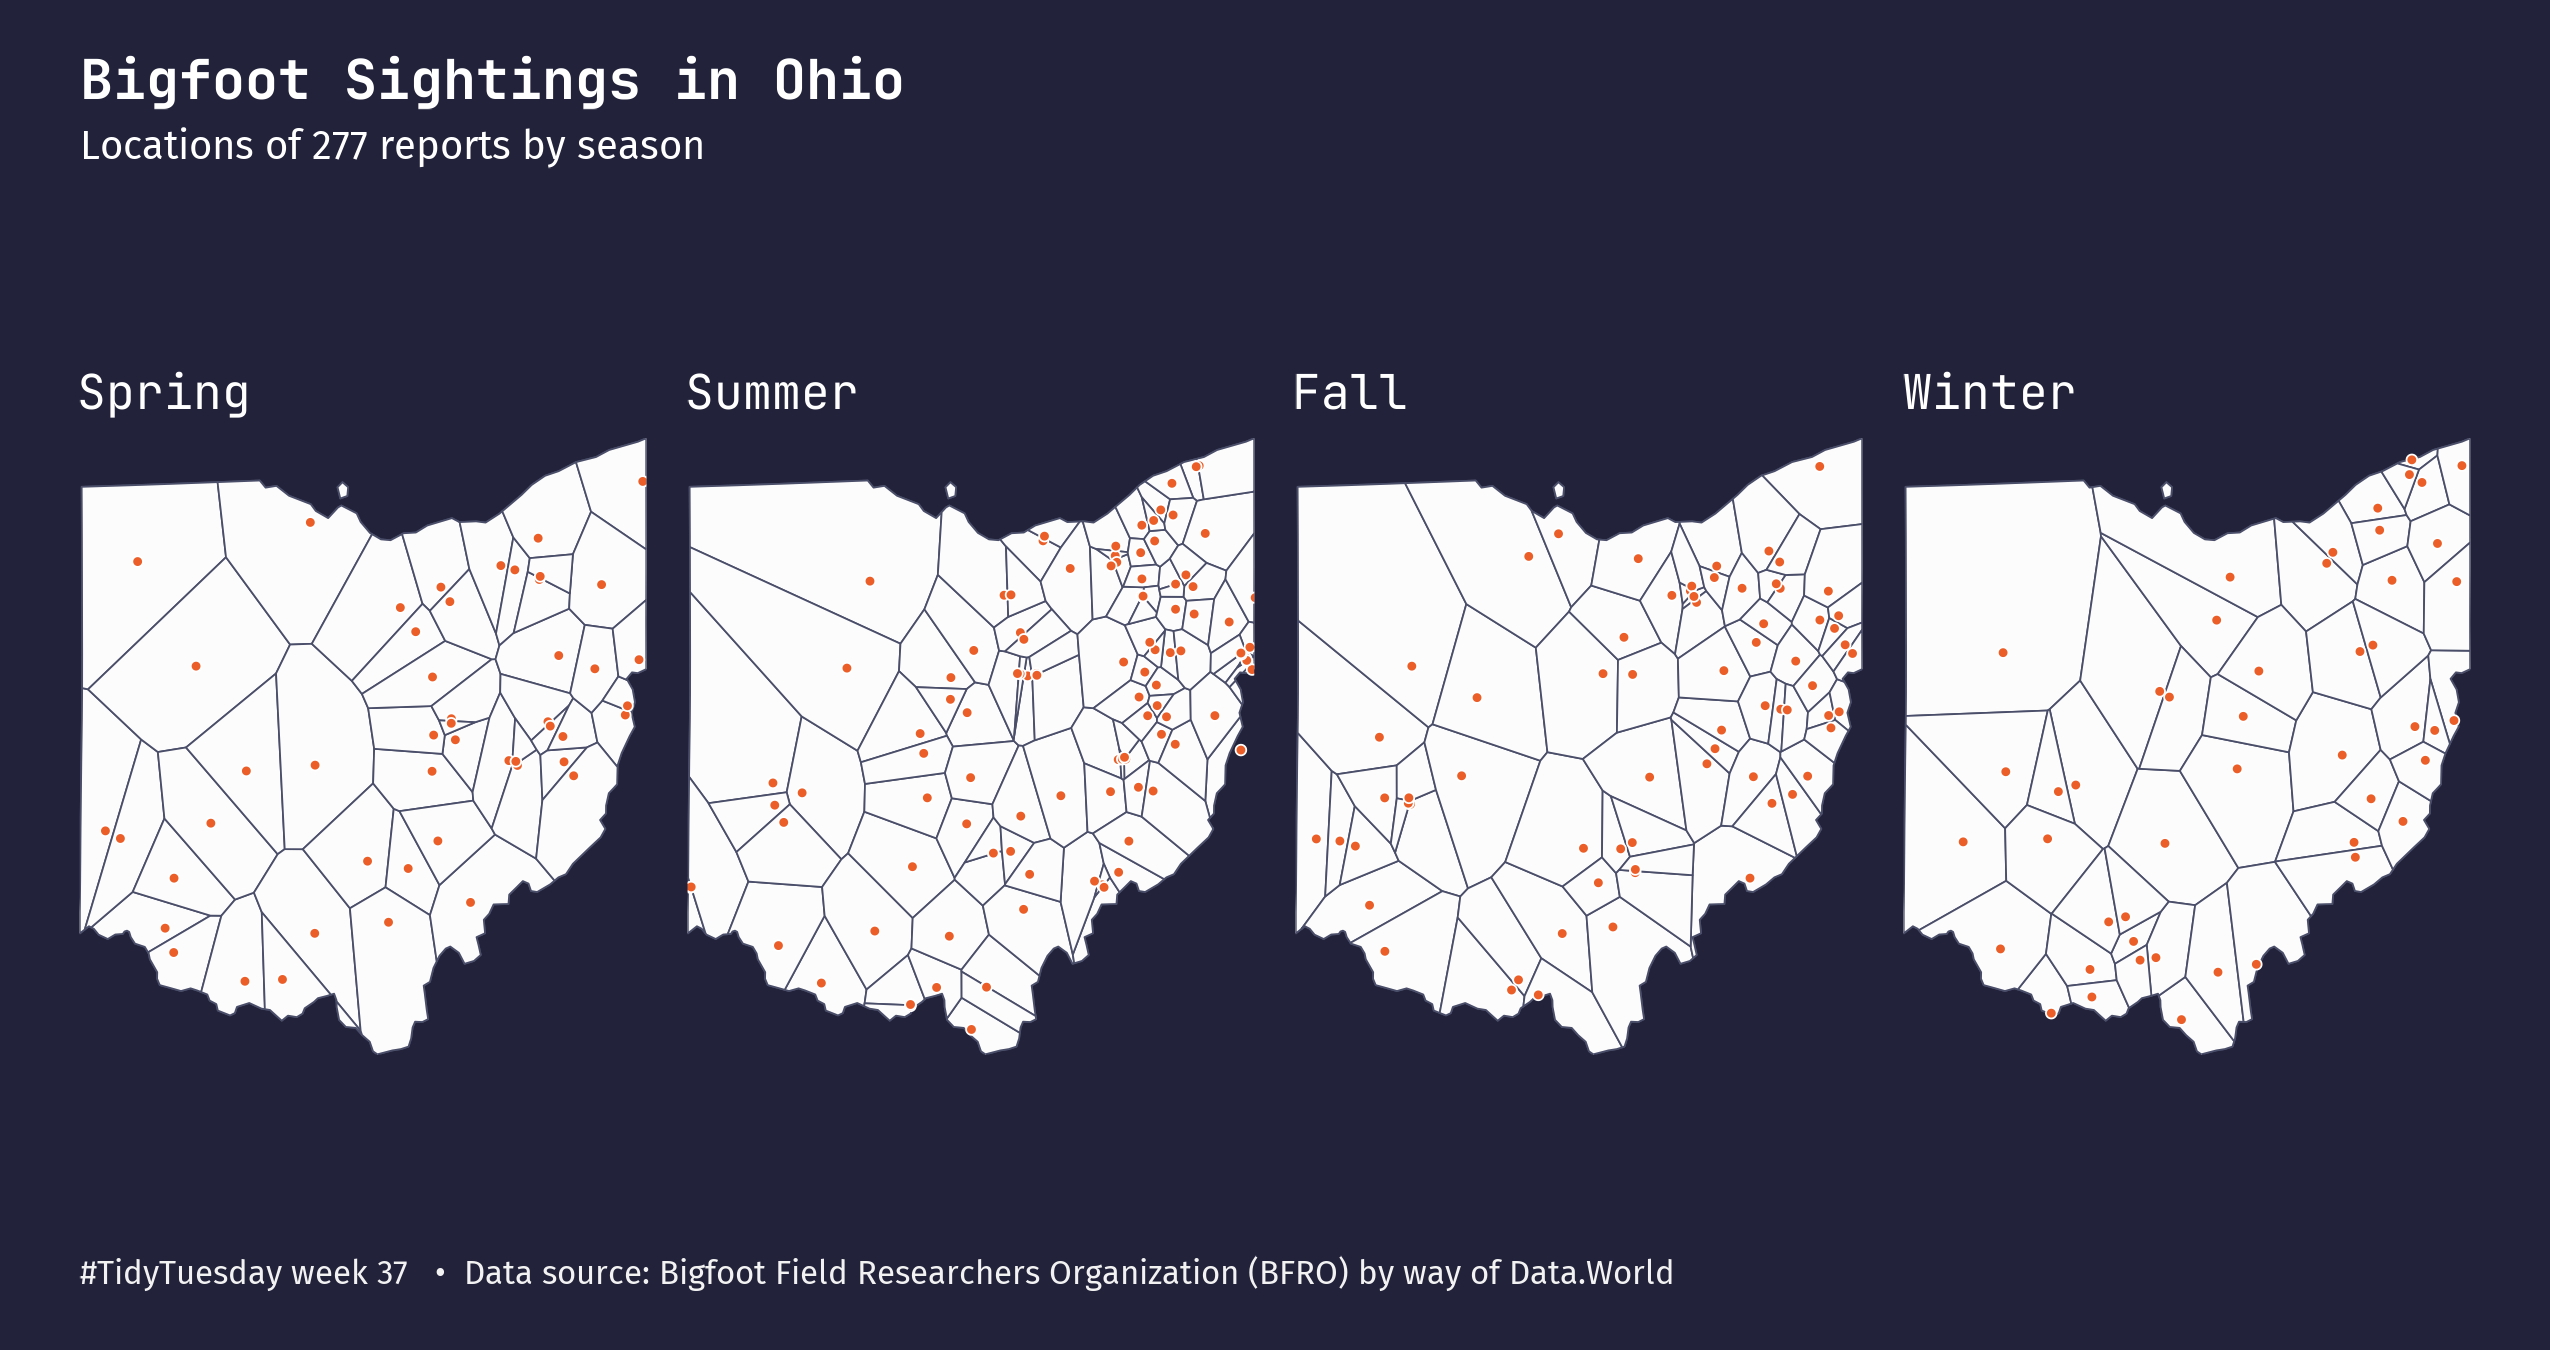 Bigfoot Sightings in Ohio
Locations of 277 reports by season
Spring
Summer
Fall
Winter
#TidyTuesday week 37 • Data source: Bigfoot Field Researchers Organization (BFRO) by way of Data.World